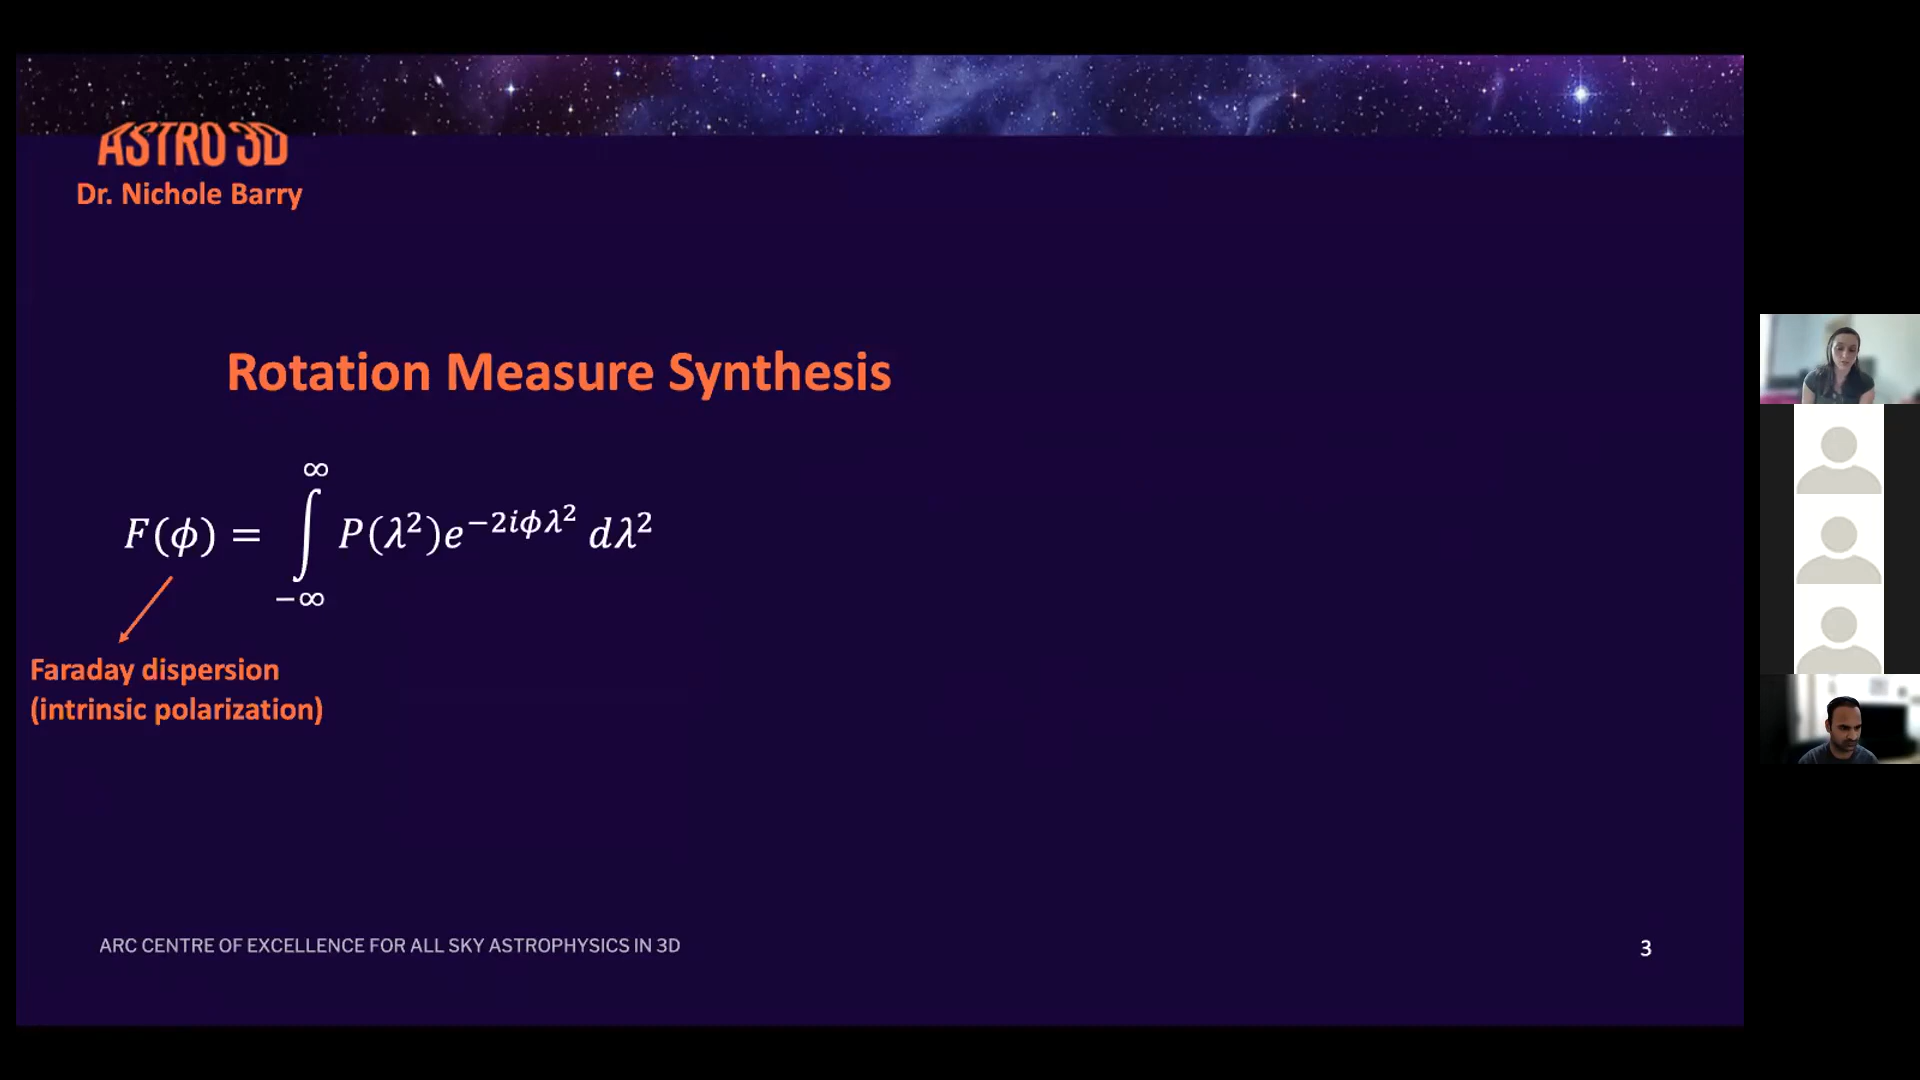 ASTRO 3D
Dr. Nichole Barry
Rotation Measure Synthesis
F(ϕ) = ∫_{−∞}^{∞} P(λ²)e^{−2iϕλ²} dλ²
Faraday dispersion
(intrinsic polarization)
ARC CENTRE OF EXCELLENCE FOR ALL SKY ASTROPHYSICS IN 3D
3